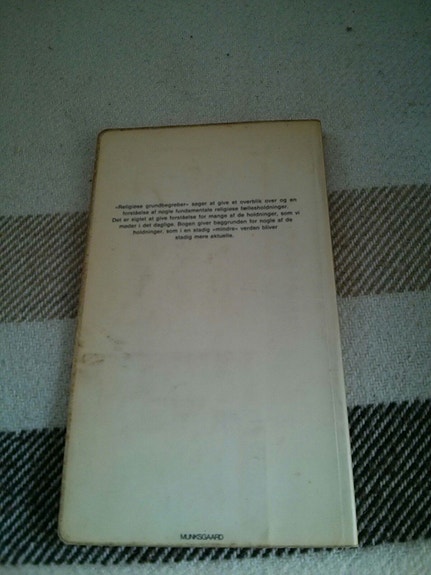 »Religiøse grundbegreber« søger at give et overblik over og en
forståelse af nogle fundamentale religiøse fællesholdninger.
Det er sigtet at give forståelse for mange af de holdninger, som vi
møder i det daglige. Bogen giver baggrunden for nogle af de
holdninger, som i en stadig »mindre« verden bliver
stadig mere aktuelle.
MUNKSGAARD